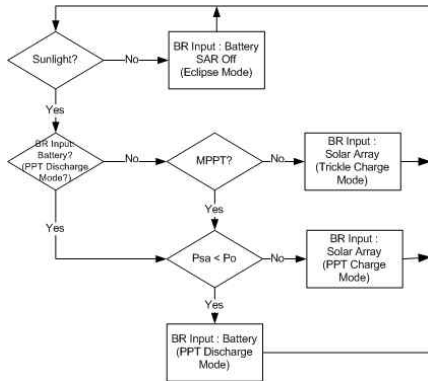 Sunlight?
No
BR Input : Battery
SAR Off
(Eclipse Mode)
Yes
BR Input:
Battery?
(PPT Discharge
Mode?)
No
MPPT?
No
BR Input :
Solar Array
(Trickle Charge
Mode)
Yes
Yes
Psa < Po
No
BR Input :
Solar Array
(PPT Charge
Mode)
Yes
BR Input : Battery
(PPT Discharge
Mode)